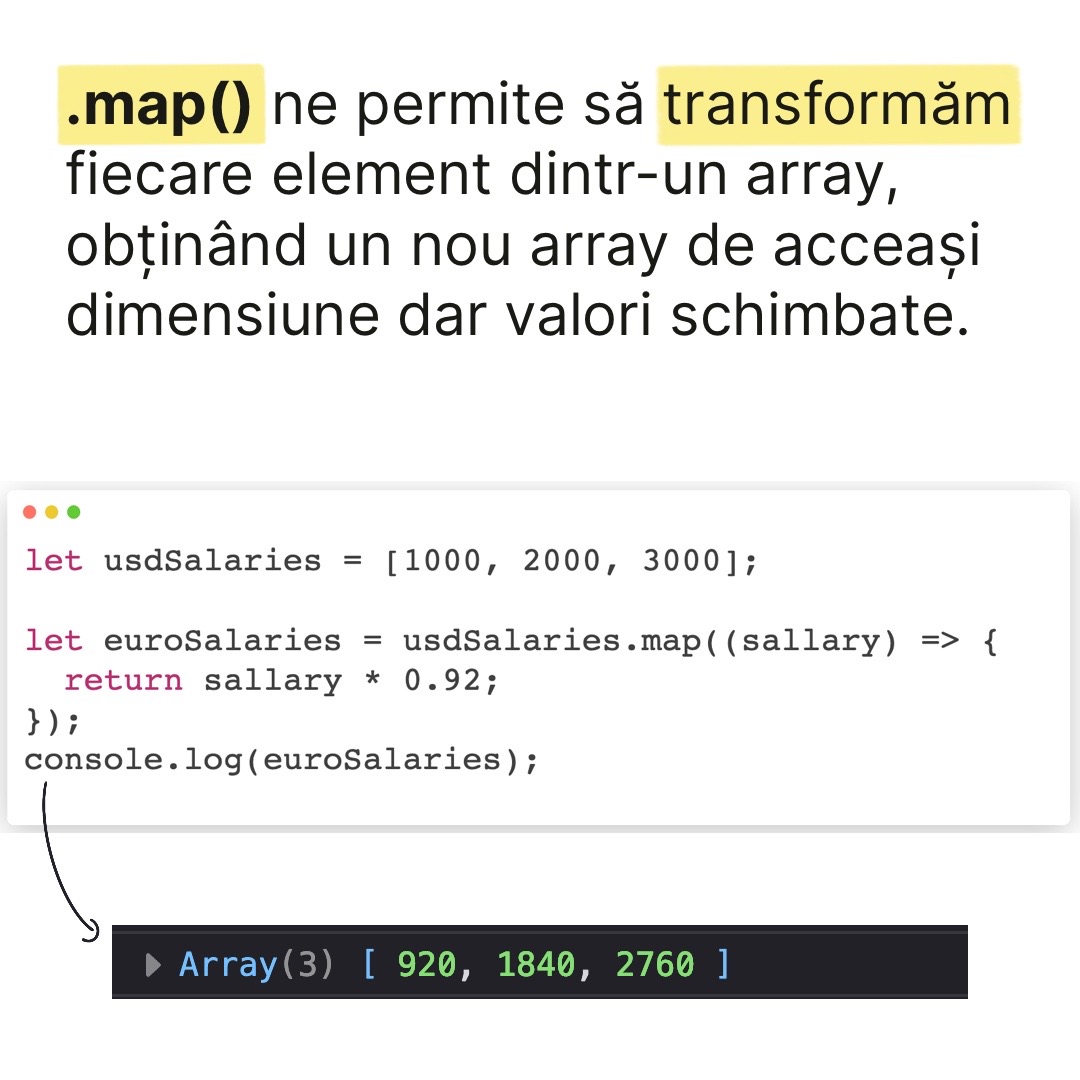 .map() ne permite să transformăm
fiecare element dintr-un array,
obținând un nou array de acceași
dimensiune dar valori schimbate.
let usdSalaries = [1000, 2000, 3000];
let euroSalaries = usdSalaries.map((sallary) => {
  return sallary * 0.92;
});
console.log(euroSalaries);
Array(3) [ 920, 1840, 2760 ]